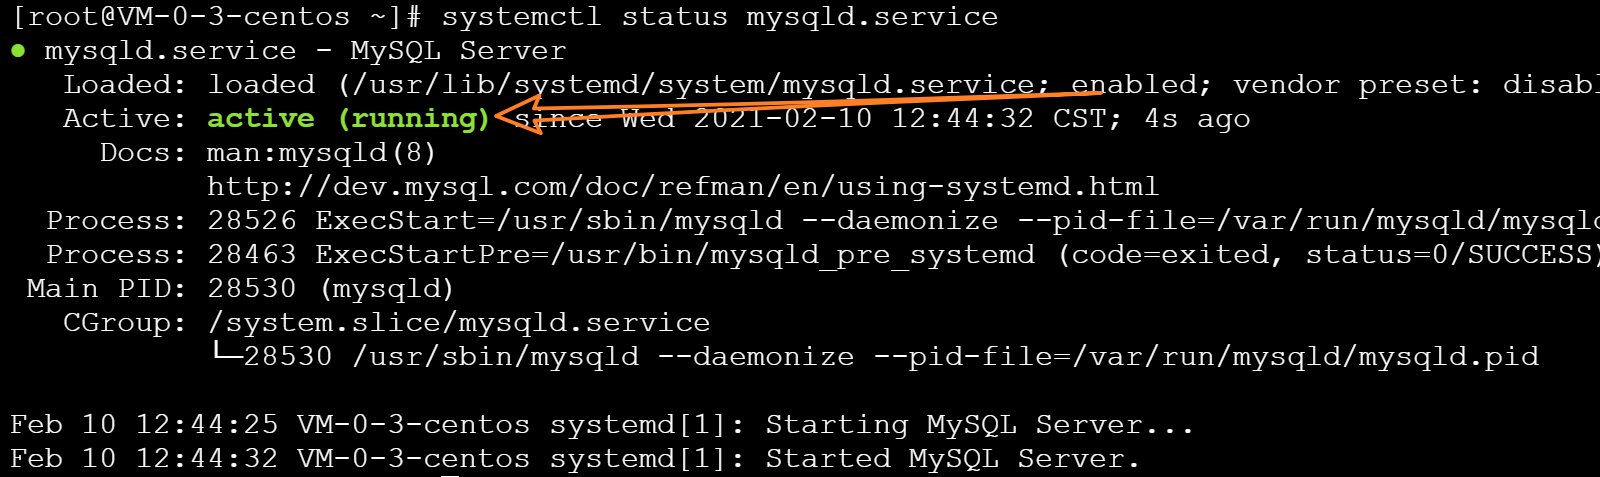 [root@VM-0-3-centos ~]# systemctl status mysqld.service
● mysqld.service - MySQL Server
Loaded: loaded (/usr/lib/systemd/system/mysqld.service; enabled; vendor preset: disabl
Active: active (running) since Wed 2021-02-10 12:44:32 CST; 4s ago
Docs: man:mysqld(8)
http://dev.mysql.com/doc/refman/en/using-systemd.html
Process: 28526 ExecStart=/usr/sbin/mysqld --daemonize --pid-file=/var/run/mysqld/mysqld
Process: 28463 ExecStartPre=/usr/bin/mysqld_pre_systemd (code=exited, status=0/SUCCESS)
Main PID: 28530 (mysqld)
CGroup: /system.slice/mysqld.service
└─28530 /usr/sbin/mysqld --daemonize --pid-file=/var/run/mysqld/mysqld.pid
Feb 10 12:44:25 VM-0-3-centos systemd[1]: Starting MySQL Server...
Feb 10 12:44:32 VM-0-3-centos systemd[1]: Started MySQL Server.